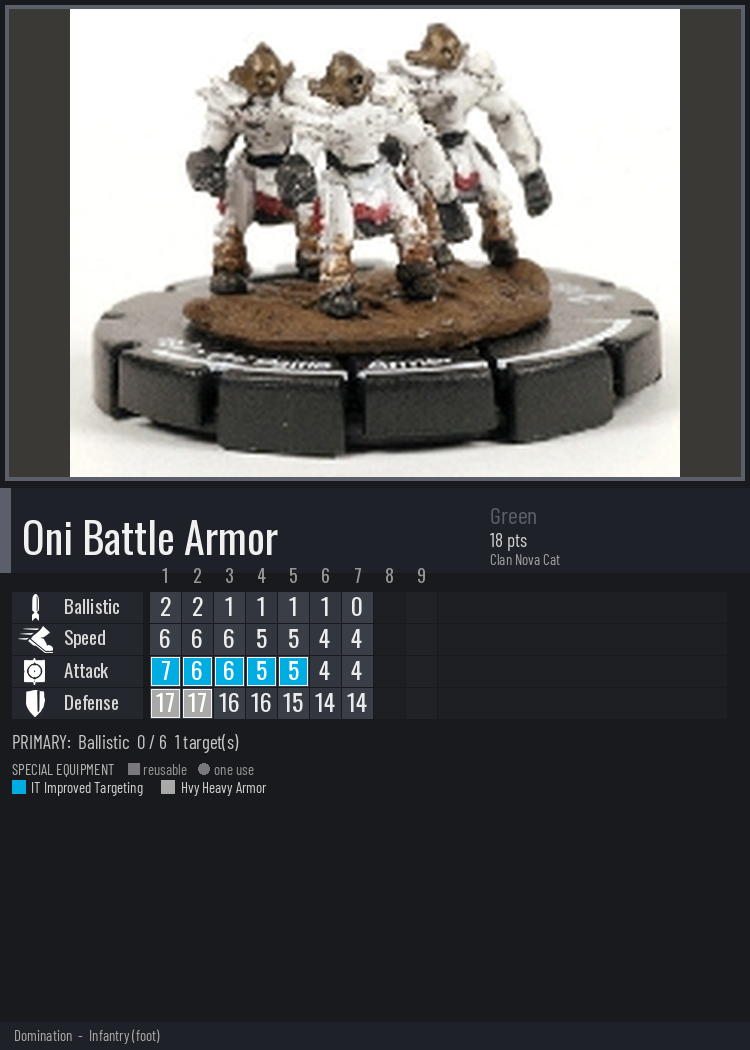 Armor
Oni Battle Armor
Green
18 pts
Clan Nova Cat
1 2 3 4 5 6 7 8 9
Ballistic 2 2 1 1 1 1 0
Speed 6 6 6 5 5 4 4
Attack 7 6 6 5 5 4 4
Defense 17 17 16 16 15 14 14
PRIMARY: Ballistic 0 / 6 1 target(s)
SPECIAL EQUIPMENT reusable one use
IT Improved Targeting Hvy Heavy Armor
Domination - Infantry (foot)